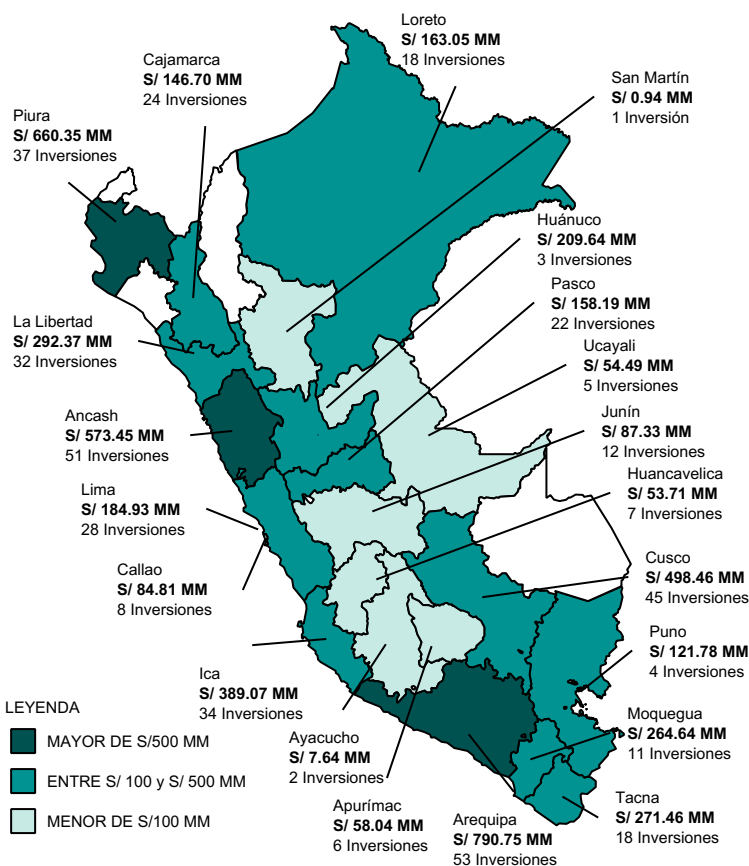 Loreto
S/ 163.05 MM
18 Inversiones
Cajamarca
S/ 146.70 MM
24 Inversiones
San Martín
S/ 0.94 MM
1 Inversión
Piura
S/ 660.35 MM
37 Inversiones
Huánuco
S/ 209.64 MM
3 Inversiones
Pasco
S/ 158.19 MM
22 Inversiones
La Libertad
S/ 292.37 MM
32 Inversiones
Ucayali
S/ 54.49 MM
5 Inversiones
Ancash
S/ 573.45 MM
51 Inversiones
Junín
S/ 87.33 MM
12 Inversiones
Lima
S/ 184.93 MM
28 Inversiones
Huancavelica
S/ 53.71 MM
7 Inversiones
Callao
S/ 84.81 MM
8 Inversiones
Cusco
S/ 498.46 MM
45 Inversiones
Puno
S/ 121.78 MM
4 Inversiones
Ica
S/ 389.07 MM
34 Inversiones
Moquegua
S/ 264.64 MM
11 Inversiones
Ayacucho
S/ 7.64 MM
2 Inversiones
Apurímac
S/ 58.04 MM
6 Inversiones
Arequipa
S/ 790.75 MM
53 Inversiones
Tacna
S/ 271.46 MM
18 Inversiones
LEYENDA
MAYOR DE S/500 MM
ENTRE S/ 100 y S/ 500 MM
MENOR DE S/100 MM